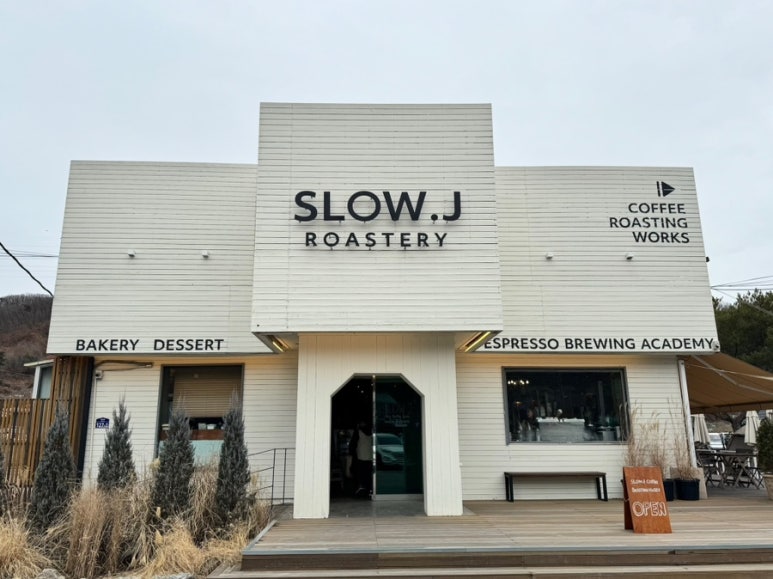 SLOW.J
ROASTERY
COFFEE
ROASTING
WORKS
BAKERY DESSERT
ESPRESSO BREWING ACADEMY
OPEN